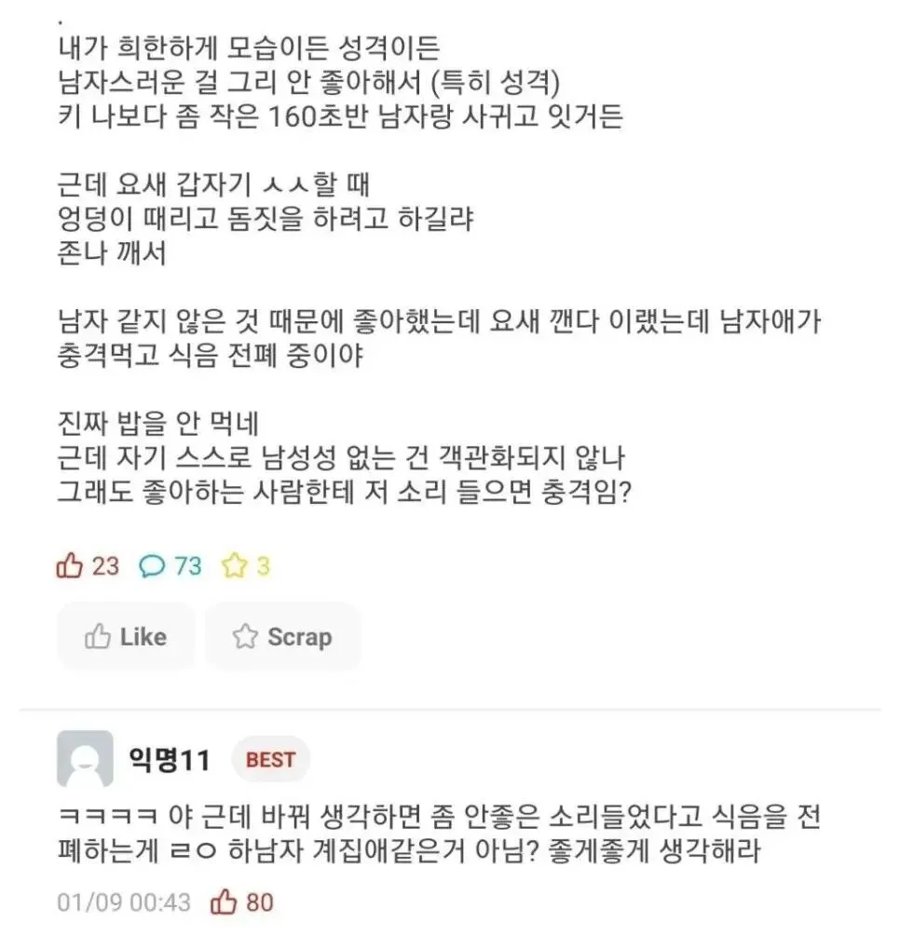 .
내가 희한하게 모습이든 성격이든
남자스러운 걸 그리 안 좋아해서 (특히 성격)
키 나보다 좀 작은 160초반 남자랑 사귀고 잇거든
근데 요새 갑자기 ㅅㅅ할 때
엉덩이 때리고 돔짓을 하려고 하길랴
존나 깨서
남자 같지 않은 것 때문에 좋아했는데 요새 깬다 이랬는데 남자애가
충격먹고 식음 전폐 중이야
진짜 밥을 안 먹네
근데 자기 스스로 남성성 없는 건 객관화되지 않나
그래도 좋아하는 사람한테 저 소리 들으면 충격임?
23 73 3
Like Scrap
익명11 BEST
ㅋㅋㅋㅋ 야 근데 바꿔 생각하면 좀 안좋은 소리들었다고 식음을 전
폐하는게 ㄹㅇ 하남자 계집애같은거 아님? 좋게좋게 생각해라
01/09 00:43 80